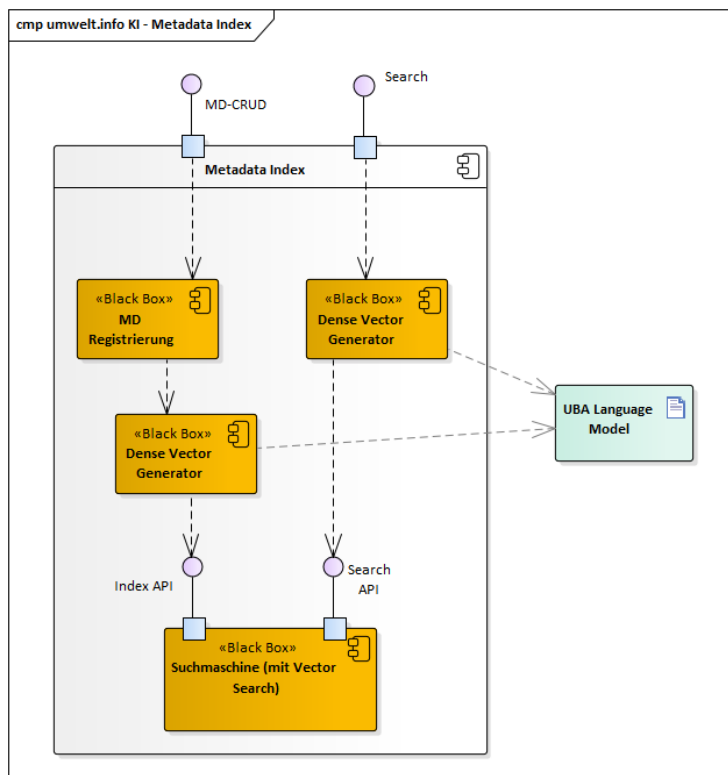 cmp umwelt.info KI - Metadata Index
Search
MD-CRUD
Metadata Index
«Black Box»
MD
Registrierung
«Black Box»
Dense Vector
Generator
UBA Language
Model
«Black Box»
Dense Vector
Generator
Index API
Search
API
«Black Box»
Suchmaschine (mit Vector
Search)